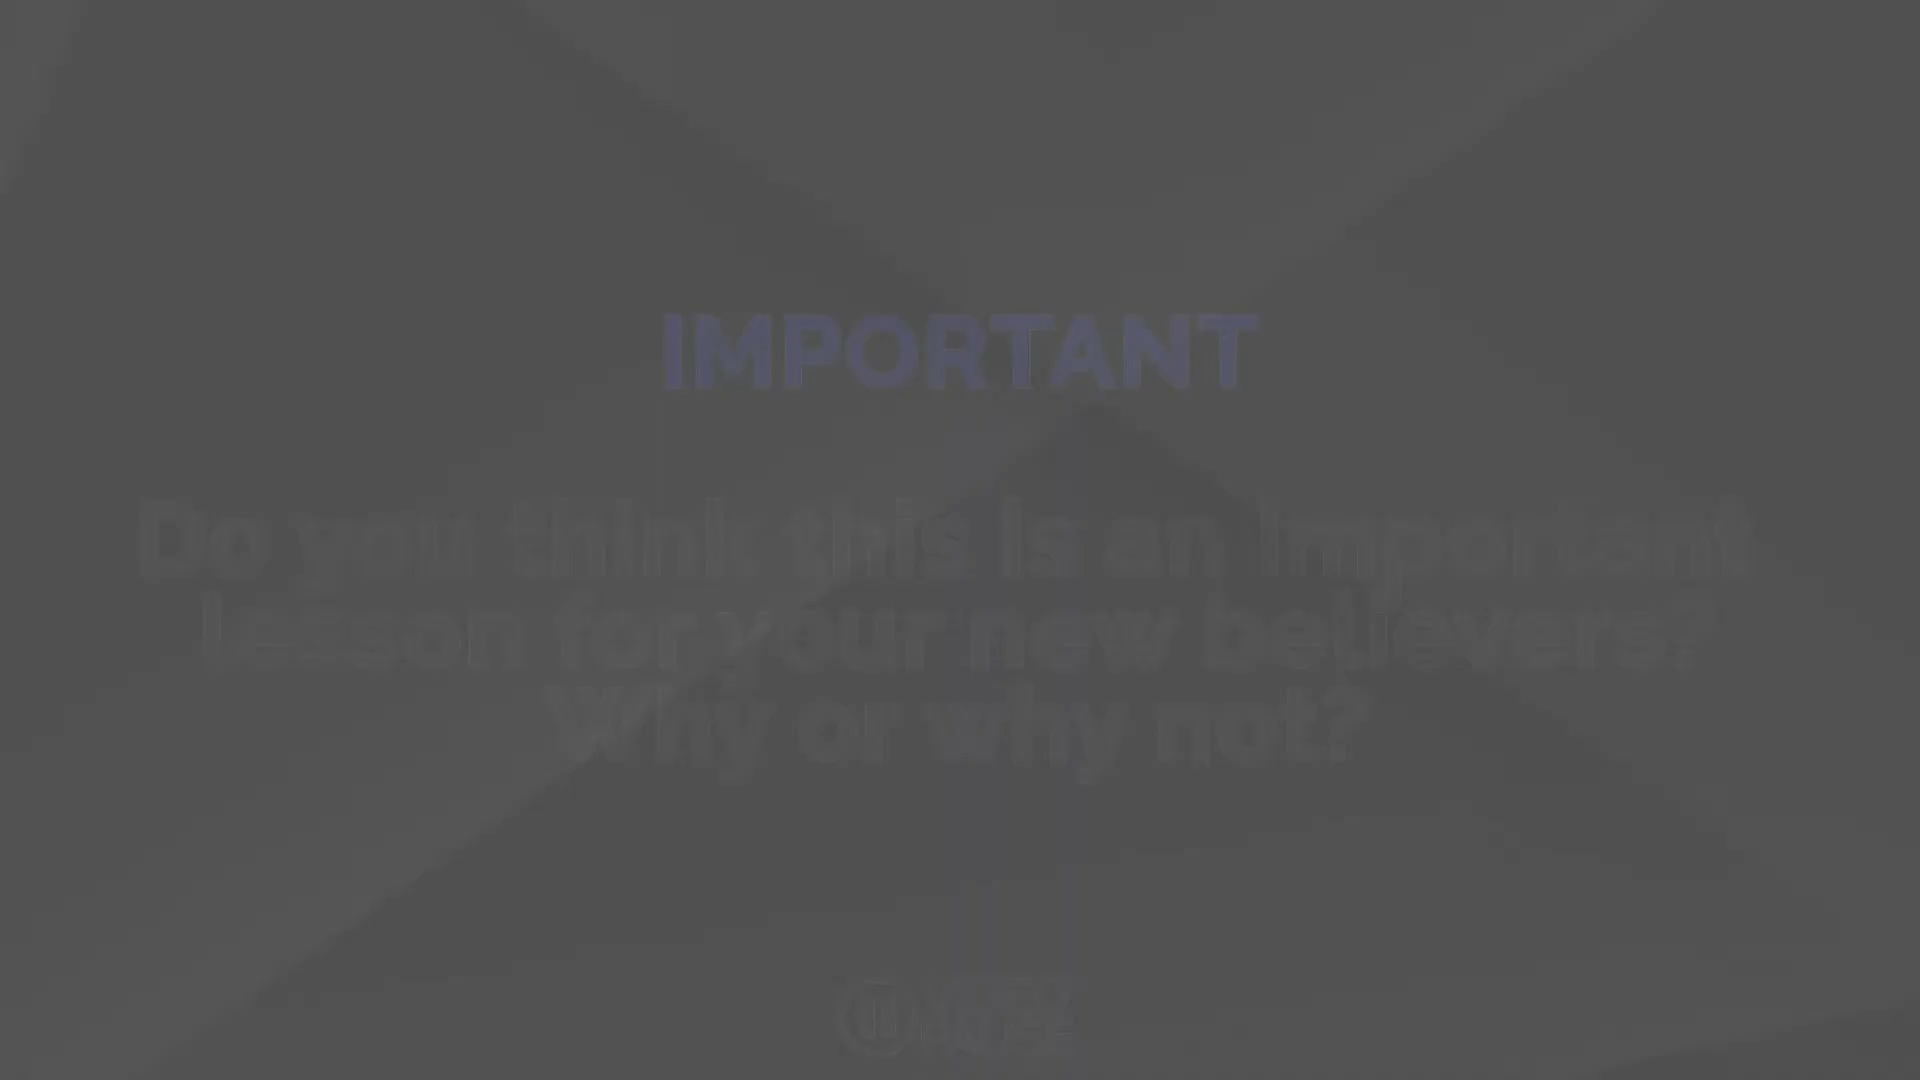 IMPORTANT
Do you think this is an important
lesson for your new believers?
Why or why not?